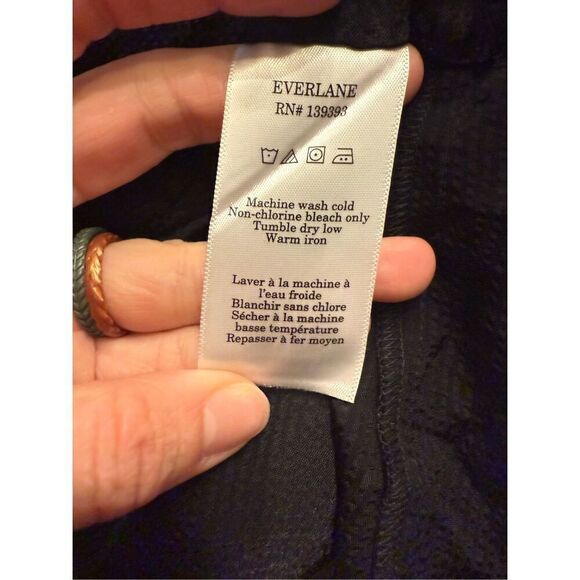 EVERLANE
RN# 139393
Machine wash cold
Non-chlorine bleach only
Tumble dry low
Warm iron
Laver à la machine à
l'eau froide
Blanchir sans chlore
Sécher à la machine
basse température
Repasser à fer moyen